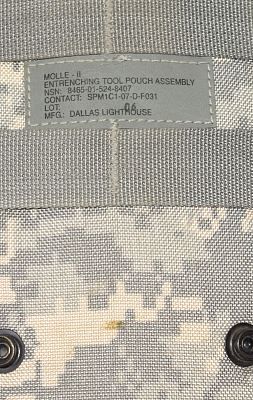 MOLLE - II
ENTRENCHING TOOL POUCH ASSEMBLY
NSN: 8465-01-524-8407
CONTACT: SPM1C1-07-D-F031
LOT: 06
MFG.: DALLAS LIGHTHOUSE